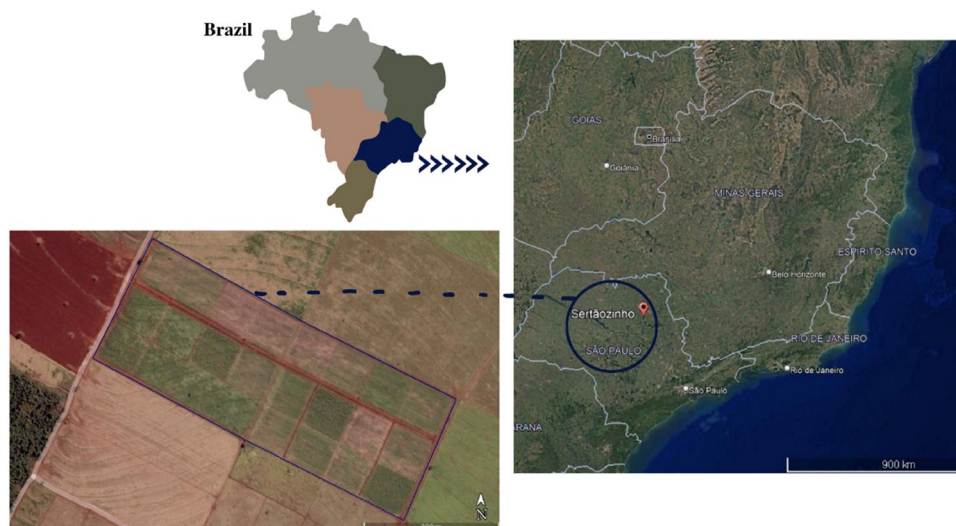 Brazil
GOIÁS
Brasília
Goiânia
MINAS GERAIS
ESPIRITO SANTO
Belo Horizonte
Sertãozinho
SÃO PAULO
RIO DE JANEIRO
Rio de Janeiro
São Paulo
ARANA
900 km
N